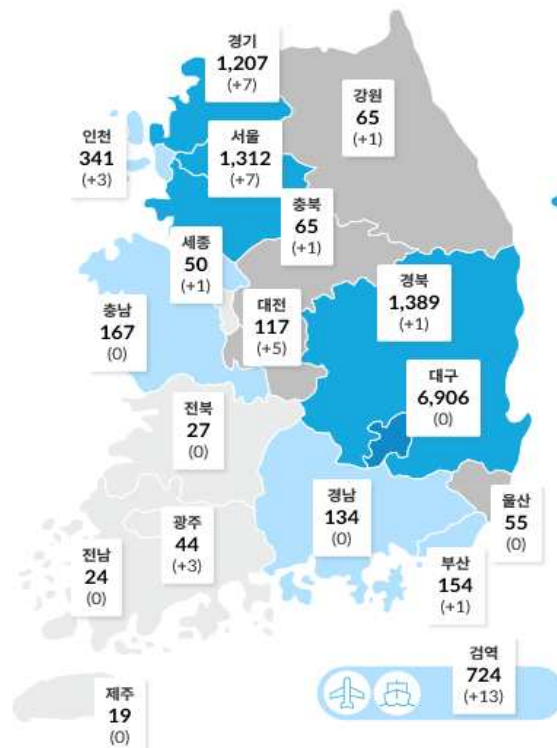 경기
1,207
(+7)
강원
65
(+1)
인천
341
(+3)
서울
1,312
(+7)
충북
65
(+1)
세종
50
(+1)
경북
1,389
(+1)
충남
167
(0)
대전
117
(+5)
대구
6,906
(0)
전북
27
(0)
경남
134
(0)
울산
55
(0)
광주
44
(+3)
전남
24
(0)
부산
154
(+1)
검역
724
(+13)
제주
19
(0)